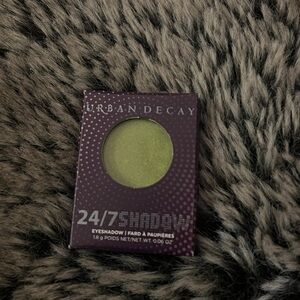 URBAN DECAY
24/7 SHADOW
EYESHADOW | FARD À PAUPIÈRES
1.8 g POIDS NET/NET WT. 0.06 OZ